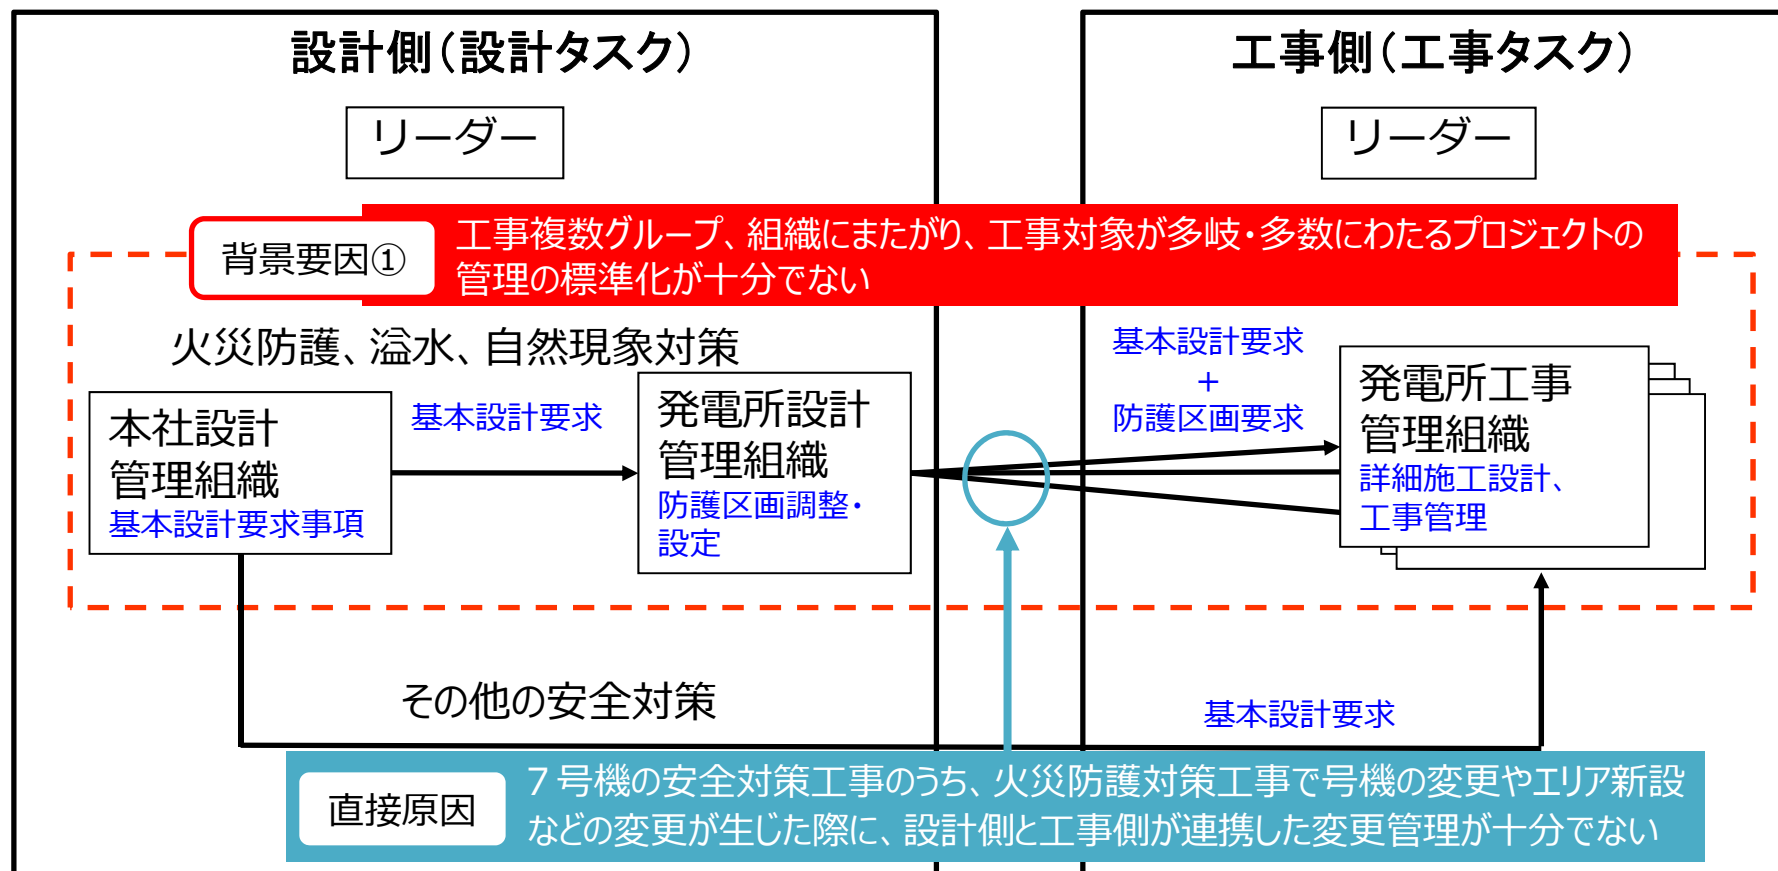 設計側（設計タスク）
工事側（工事タスク）
リーダー
リーダー
背景要因①
工事複数グループ、組織にまたがり、工事対象が多岐・多数にわたるプロジェクトの
管理の標準化が十分でない
火災防護、溢水、自然現象対策
本社設計
管理組織
基本設計要求事項
基本設計要求
発電所設計
管理組織
防護区画調整・
設定
基本設計要求
+
防護区画要求
発電所工事
管理組織
詳細施工設計、
工事管理
その他の安全対策
基本設計要求
直接原因
７号機の安全対策工事のうち、火災防護対策工事で号機の変更やエリア新設
などの変更が生じた際に、設計側と工事側が連携した変更管理が十分でない